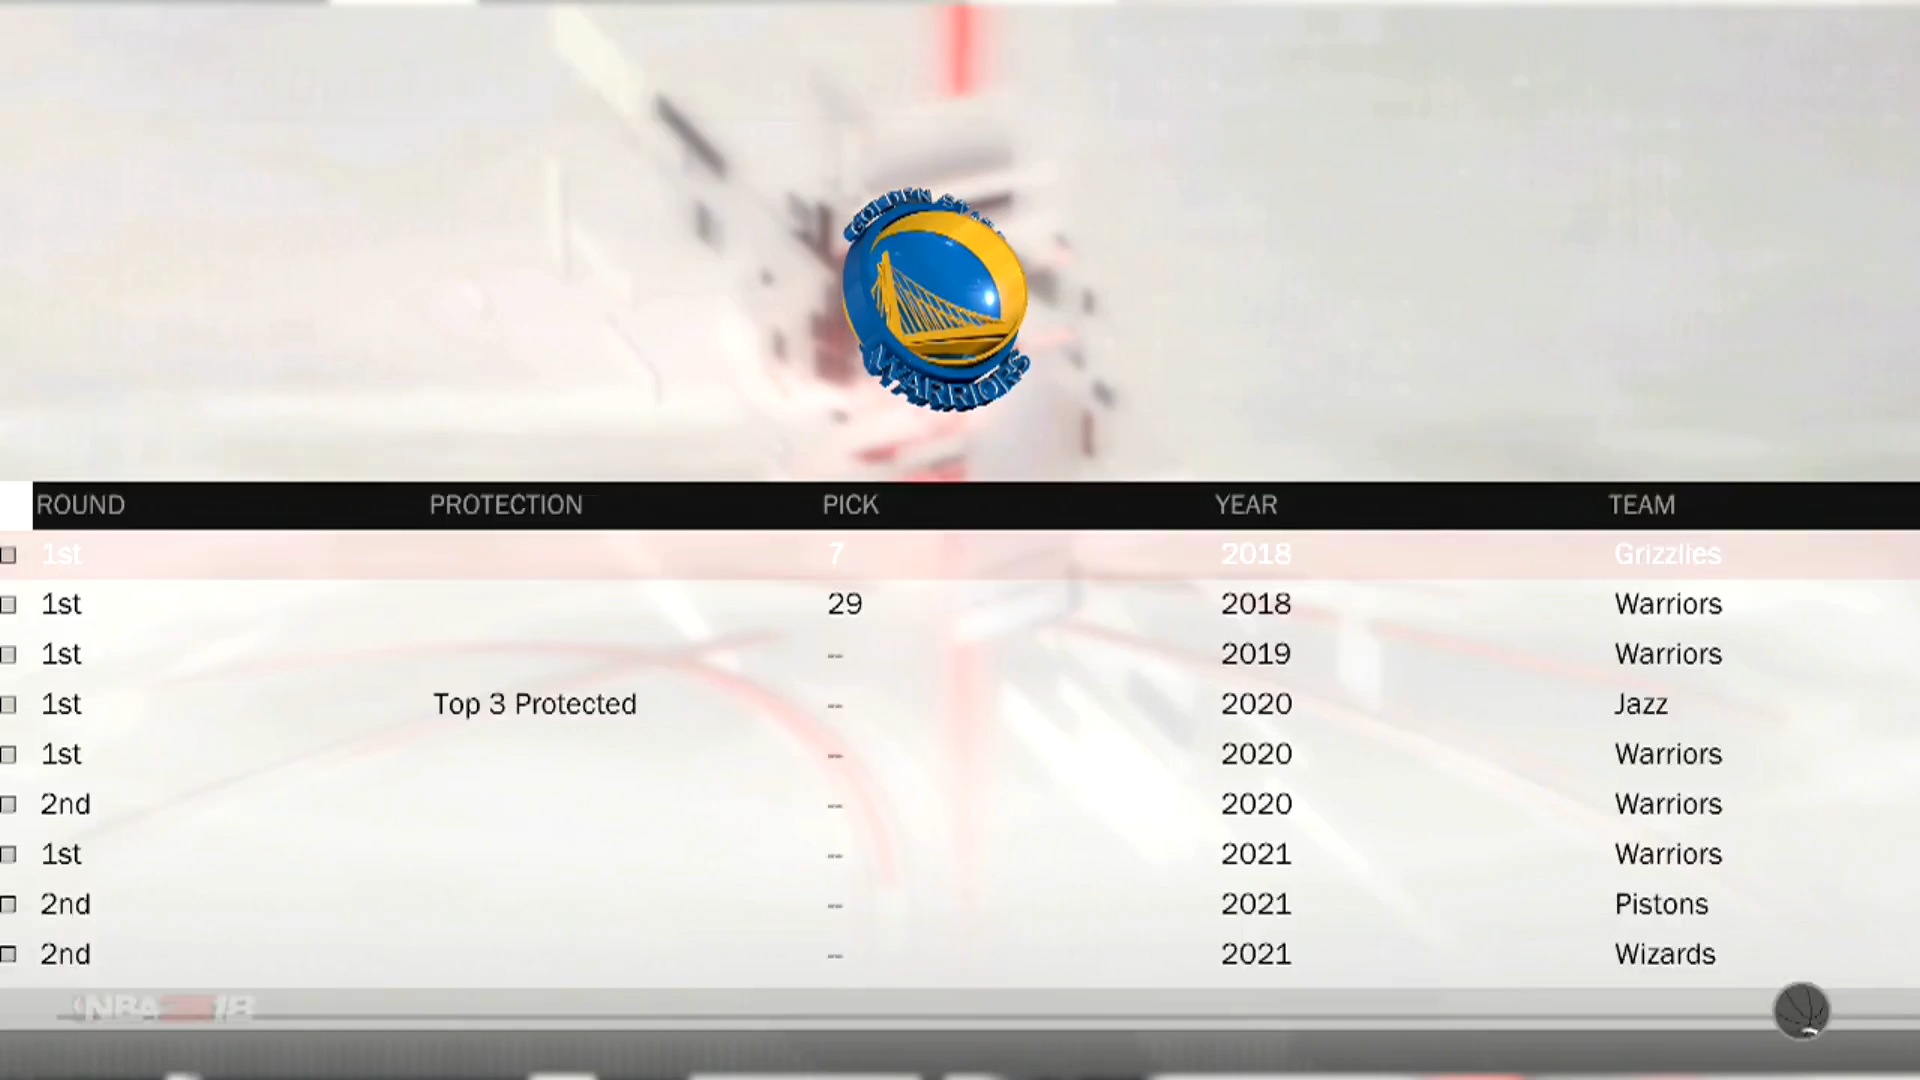 GOLDEN STATE
WARRIORS
ROUND PROTECTION PICK YEAR TEAM
1st 7 2018 Grizzlies
1st 29 2018 Warriors
1st -- 2019 Warriors
1st Top 3 Protected -- 2020 Jazz
1st -- 2020 Warriors
2nd -- 2020 Warriors
1st -- 2021 Warriors
2nd -- 2021 Pistons
2nd -- 2021 Wizards
NBA 2K18